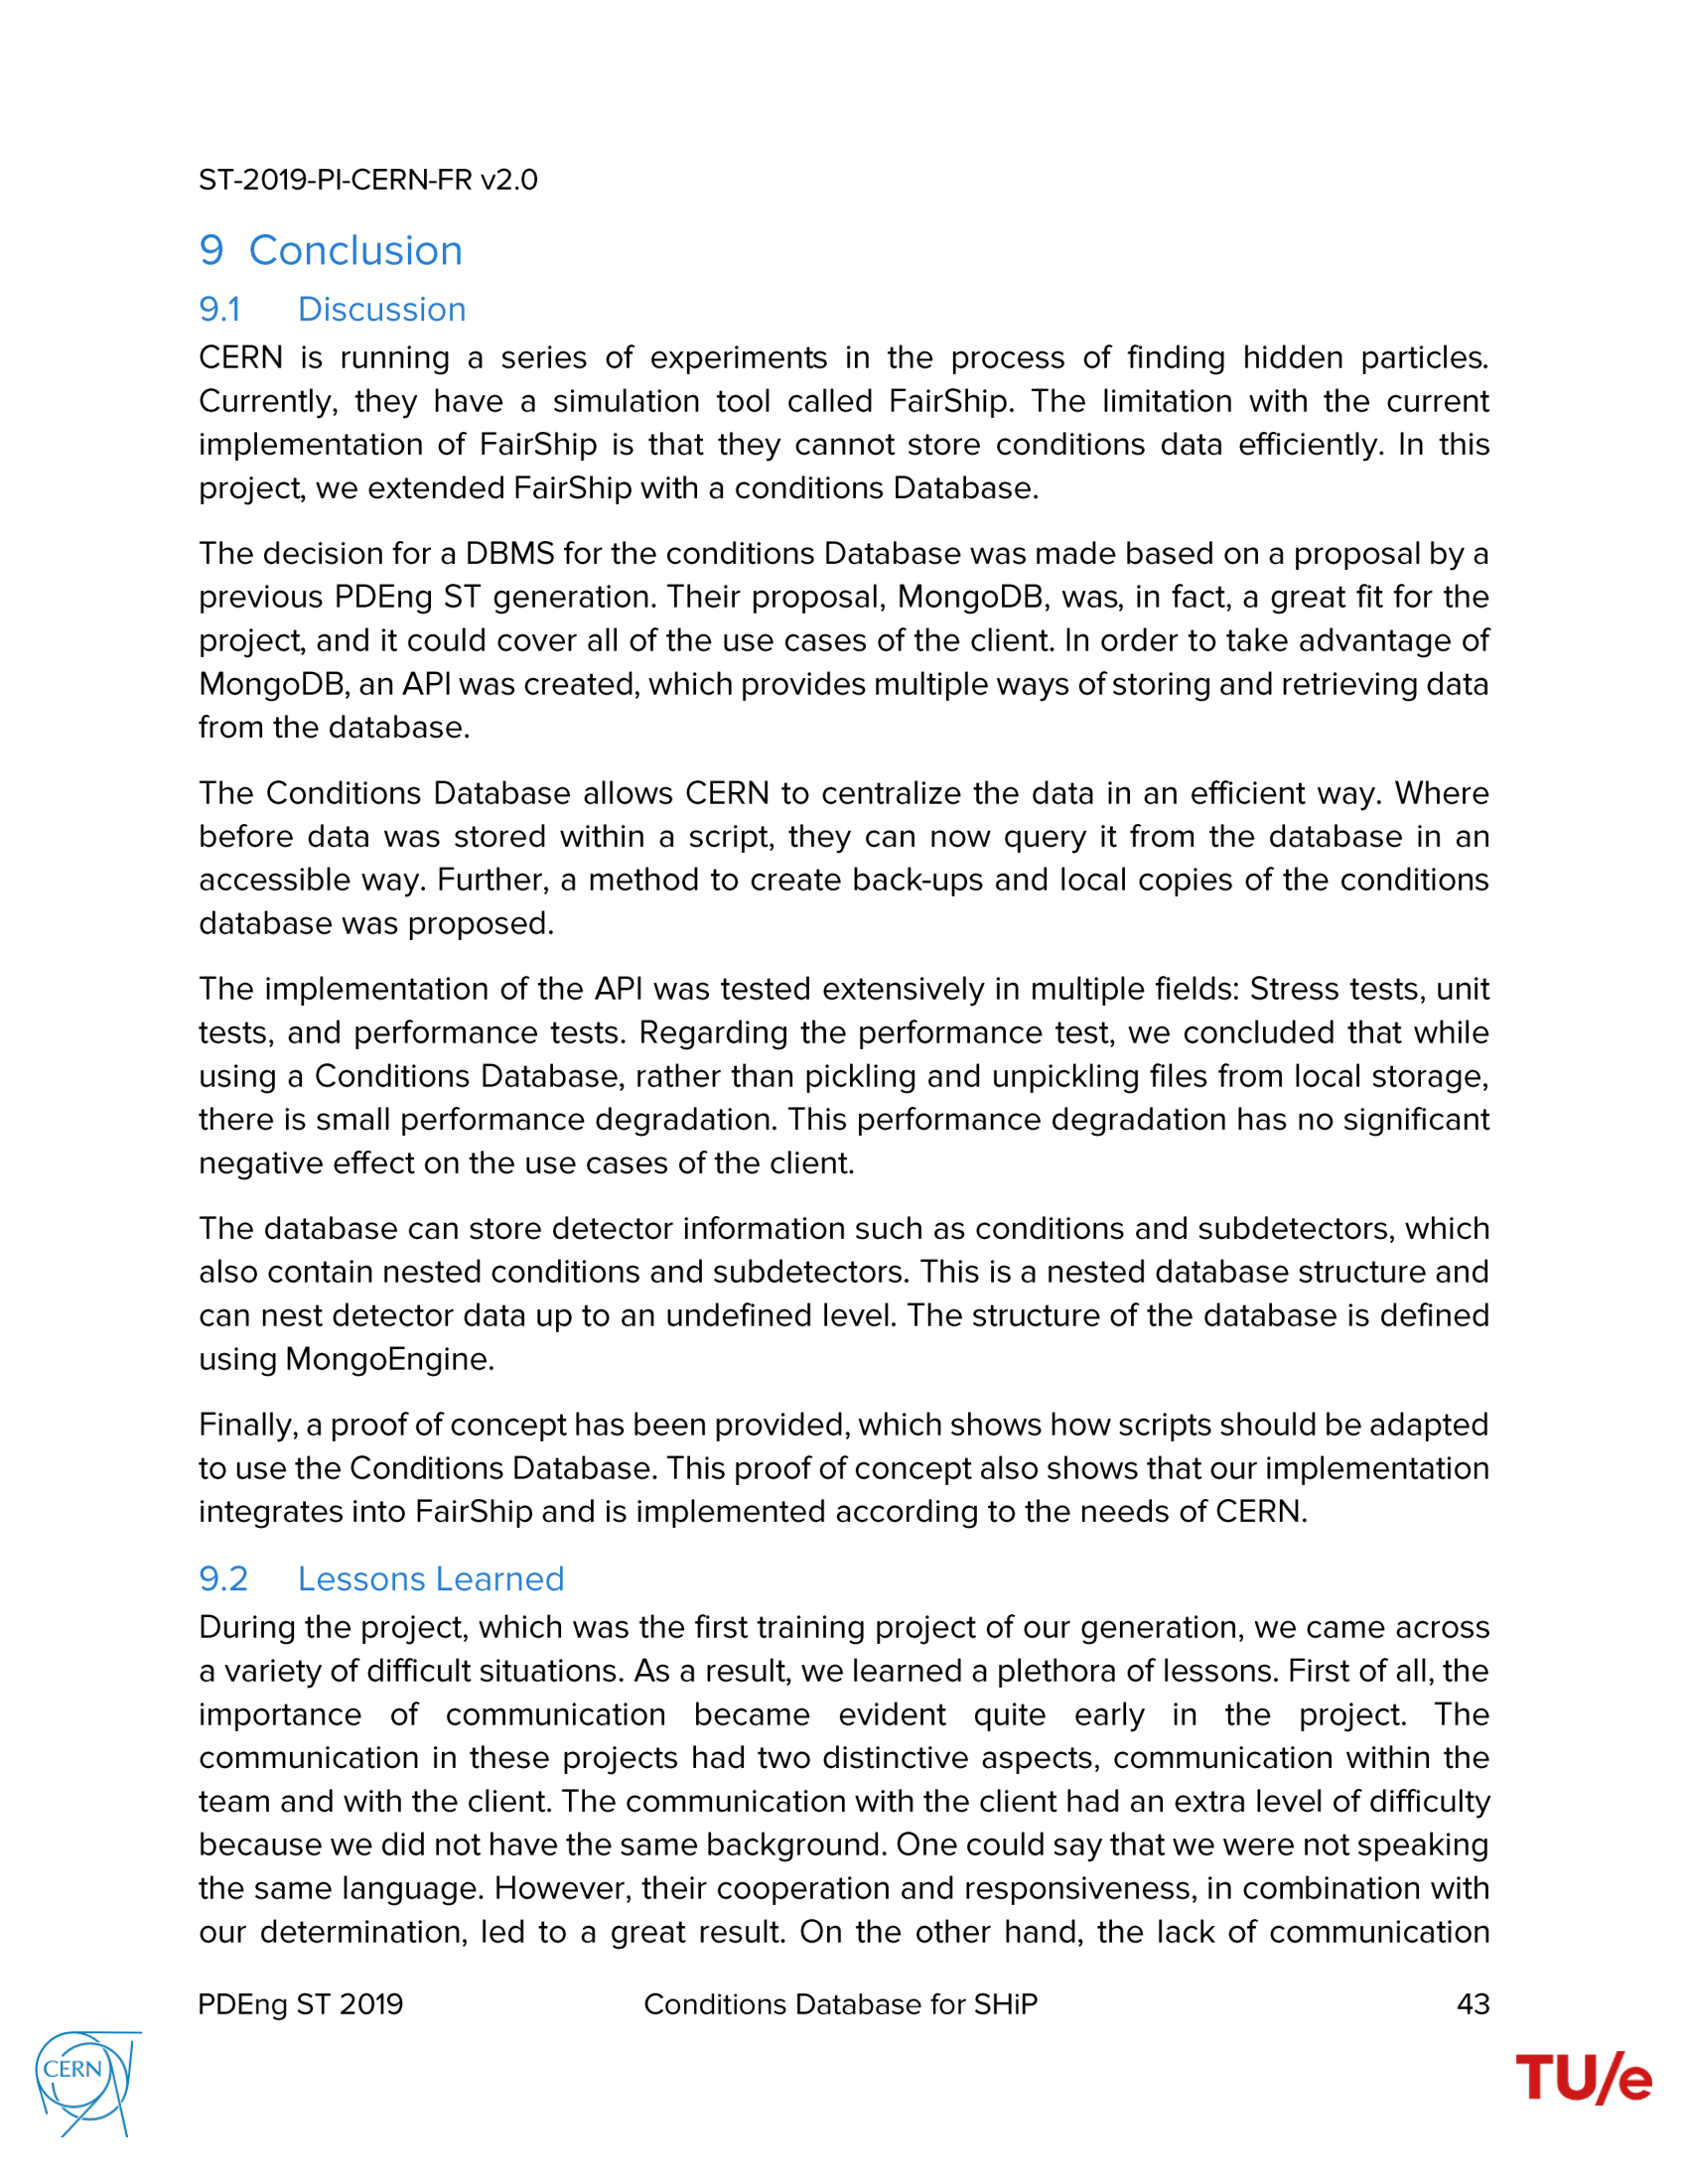 ST-2019-PI-CERN-FR v2.0
9 Conclusion
9.1 Discussion
CERN is running a series of experiments in the process of finding hidden particles.
Currently, they have a simulation tool called FairShip. The limitation with the current
implementation of FairShip is that they cannot store conditions data efficiently. In this
project, we extended FairShip with a conditions Database.
The decision for a DBMS for the conditions Database was made based on a proposal by a
previous PDEng ST generation. Their proposal, MongoDB, was, in fact, a great fit for the
project, and it could cover all of the use cases of the client. In order to take advantage of
MongoDB, an API was created, which provides multiple ways of storing and retrieving data
from the database.
The Conditions Database allows CERN to centralize the data in an efficient way. Where
before data was stored within a script, they can now query it from the database in an
accessible way. Further, a method to create back-ups and local copies of the conditions
database was proposed.
The implementation of the API was tested extensively in multiple fields: Stress tests, unit
tests, and performance tests. Regarding the performance test, we concluded that while
using a Conditions Database, rather than pickling and unpickling files from local storage,
there is small performance degradation. This performance degradation has no significant
negative effect on the use cases of the client.
The database can store detector information such as conditions and subdetectors, which
also contain nested conditions and subdetectors. This is a nested database structure and
can nest detector data up to an undefined level. The structure of the database is defined
using MongoEngine.
Finally, a proof of concept has been provided, which shows how scripts should be adapted
to use the Conditions Database. This proof of concept also shows that our implementation
integrates into FairShip and is implemented according to the needs of CERN.
9.2 Lessons Learned
During the project, which was the first training project of our generation, we came across
a variety of difficult situations. As a result, we learned a plethora of lessons. First of all, the
importance of communication became evident quite early in the project. The
communication in these projects had two distinctive aspects, communication within the
team and with the client. The communication with the client had an extra level of difficulty
because we did not have the same background. One could say that we were not speaking
the same language. However, their cooperation and responsiveness, in combination with
our determination, led to a great result. On the other hand, the lack of communication
PDEng ST 2019 Conditions Database for SHiP 43
CERN
TU/e